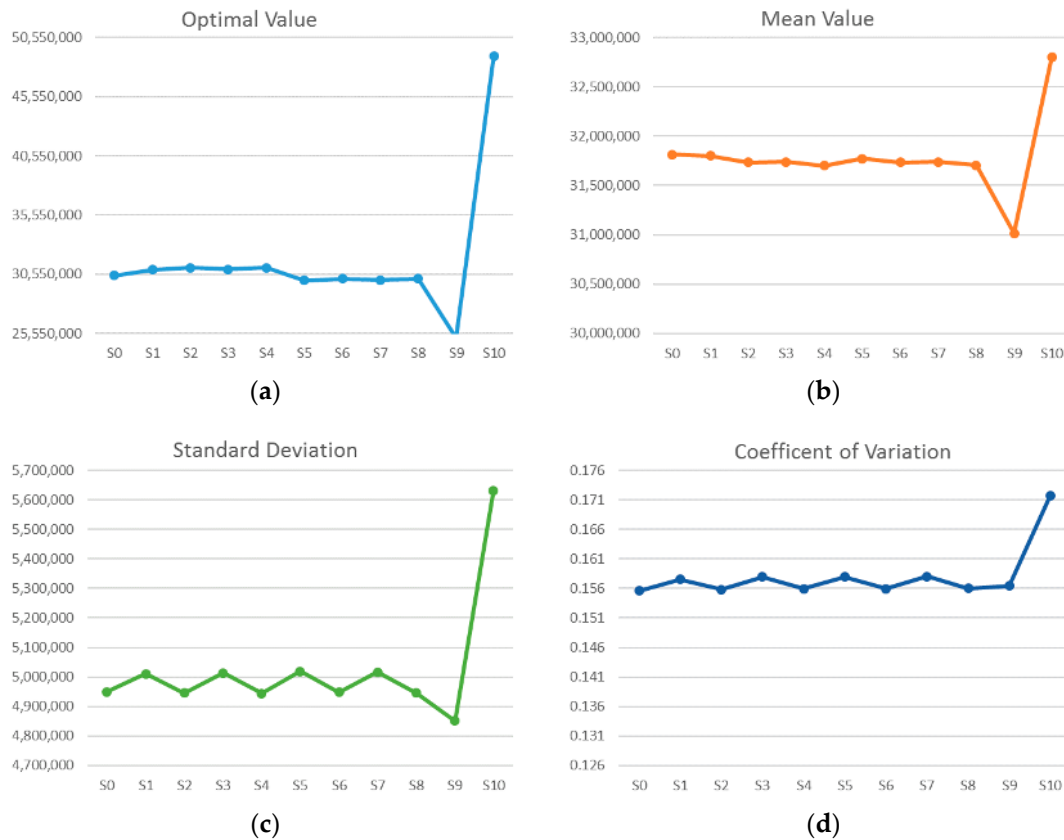 Optimal Value
50,550,000
45,550,000
40,550,000
35,550,000
30,550,000
25,550,000
S0 S1 S2 S3 S4 S5 S6 S7 S8 S9 S10
(a)
Mean Value
33,000,000
32,500,000
32,000,000
31,500,000
31,000,000
30,500,000
30,000,000
S0 S1 S2 S3 S4 S5 S6 S7 S8 S9 S10
(b)
Standard Deviation
5,700,000
5,600,000
5,500,000
5,400,000
5,300,000
5,200,000
5,100,000
5,000,000
4,900,000
4,800,000
4,700,000
S0 S1 S2 S3 S4 S5 S6 S7 S8 S9 S10
(c)
Coefficent of Variation
0.176
0.171
0.166
0.161
0.156
0.151
0.146
0.141
0.136
0.131
0.126
S0 S1 S2 S3 S4 S5 S6 S7 S8 S9 S10
(d)